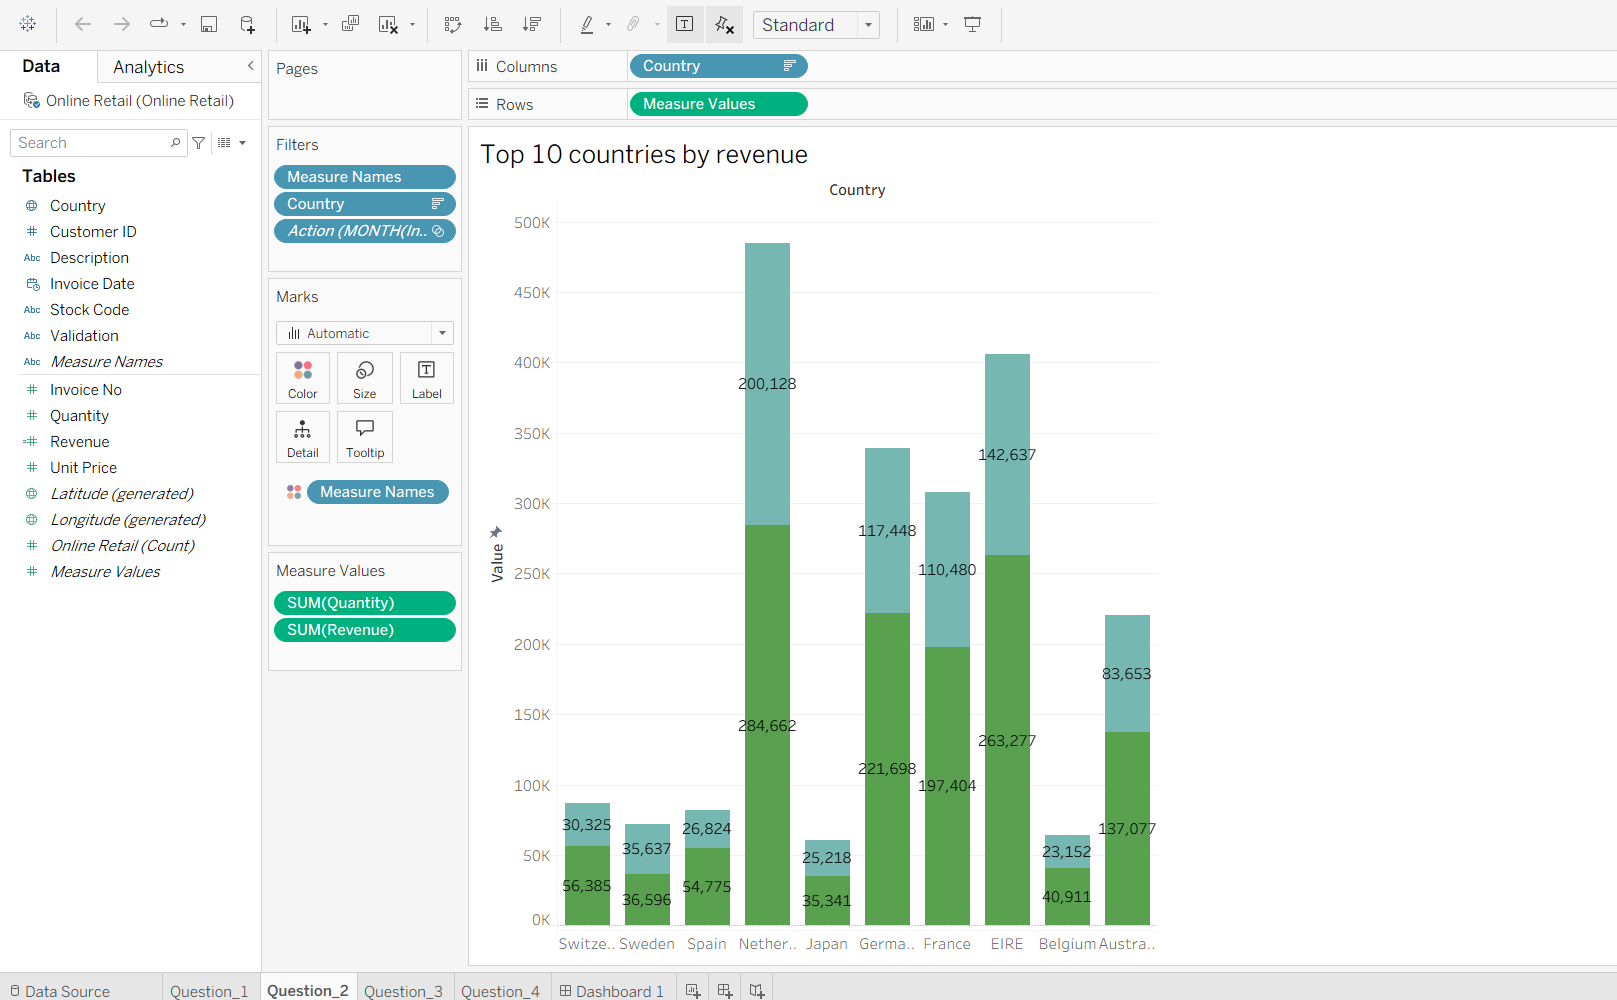 Standard
Data
Analytics
Online Retail (Online Retail)
Search
Tables
Country
Customer ID
Abc Description
Invoice Date
Abc Stock Code
Abc Validation
Abc Measure Names
Invoice No
Quantity
Revenue
Unit Price
Latitude (generated)
Longitude (generated)
Online Retail (Count)
Measure Values
Pages
Filters
Measure Names
Country
Action (MONTH(In..
Marks
Automatic
Color
Size
Label
Detail
Tooltip
Measure Names
Measure Values
SUM(Quantity)
SUM(Revenue)
Columns
Country
Rows
Measure Values
Top 10 countries by revenue
Country
Value
500K
450K
400K
350K
300K
250K
200K
150K
100K
50K
0K
30,325
56,385
35,637
36,596
26,824
54,775
200,128
284,662
25,218
35,341
117,448
221,698
110,480
197,404
142,637
263,277
23,152
40,911
83,653
137,077
Switze..
Sweden
Spain
Nether..
Japan
Germa..
France
EIRE
Belgium
Austra..
Data Source
Question_1
Question_2
Question_3
Question_4
Dashboard 1